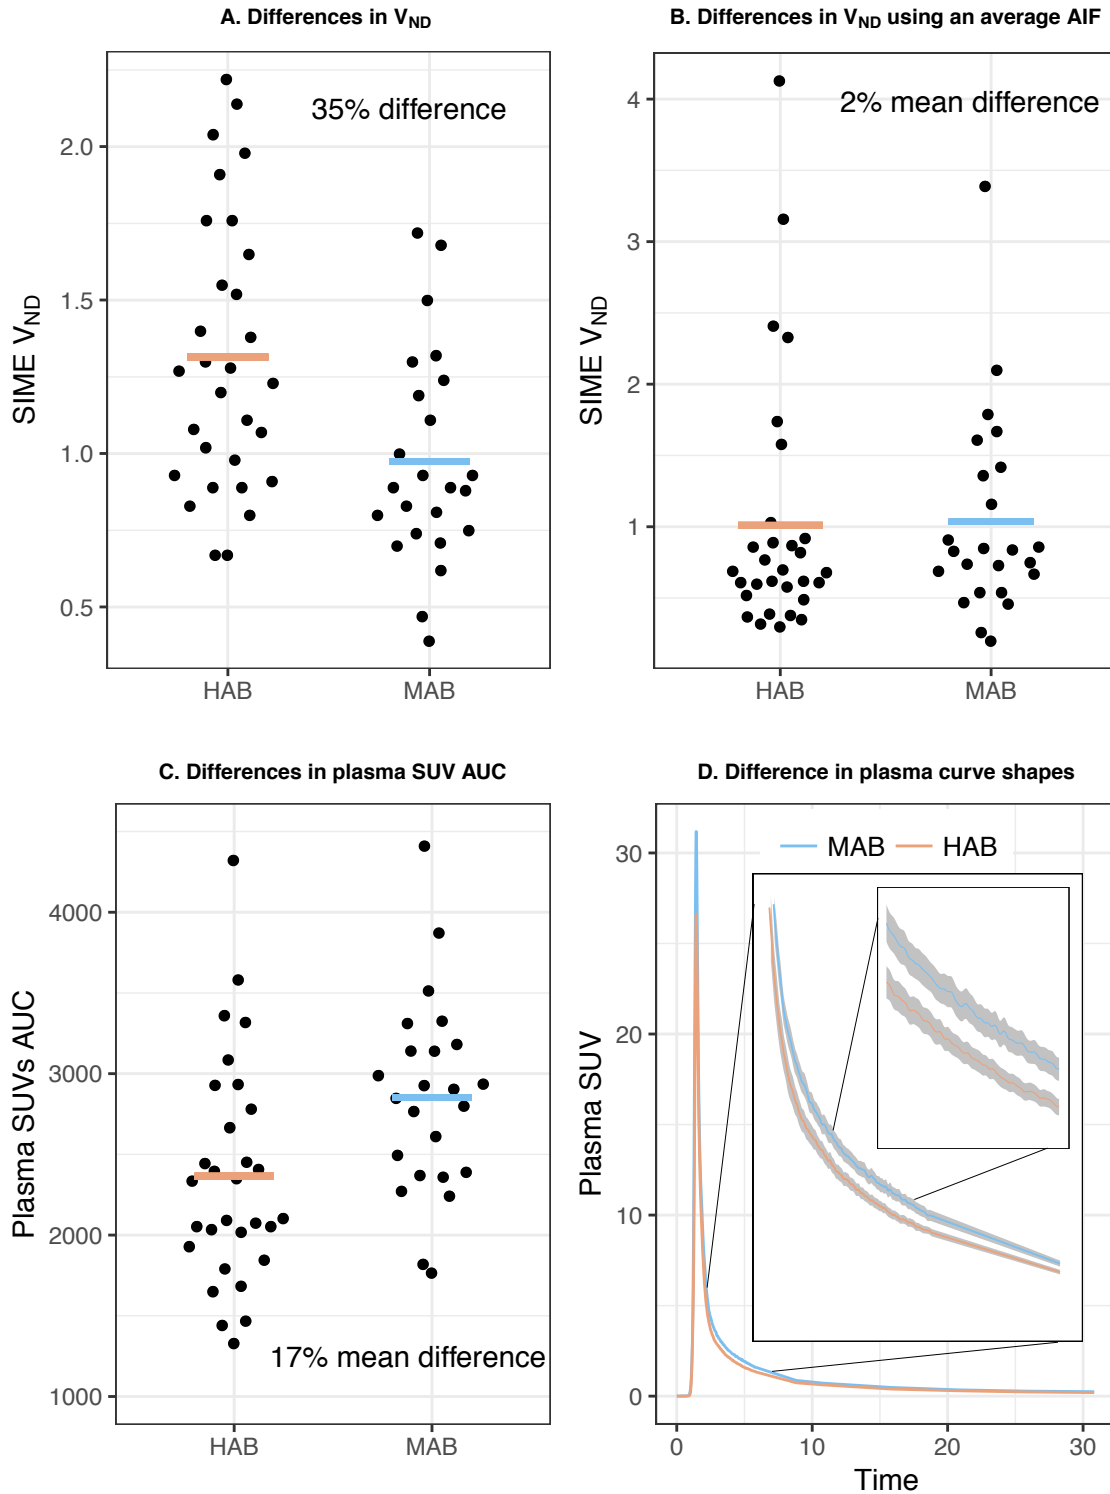 A. Differences in VND
35% difference
2.0
1.5
1.0
0.5
SIME VND
HAB MAB
B. Differences in VND using an average AIF
2% mean difference
4
3
2
1
SIME VND
HAB MAB
C. Differences in plasma SUV AUC
4000
3000
2000
1000
Plasma SUVs AUC
17% mean difference
HAB MAB
D. Difference in plasma curve shapes
MAB HAB
30
20
10
0
Plasma SUV
0 10 20 30
Time